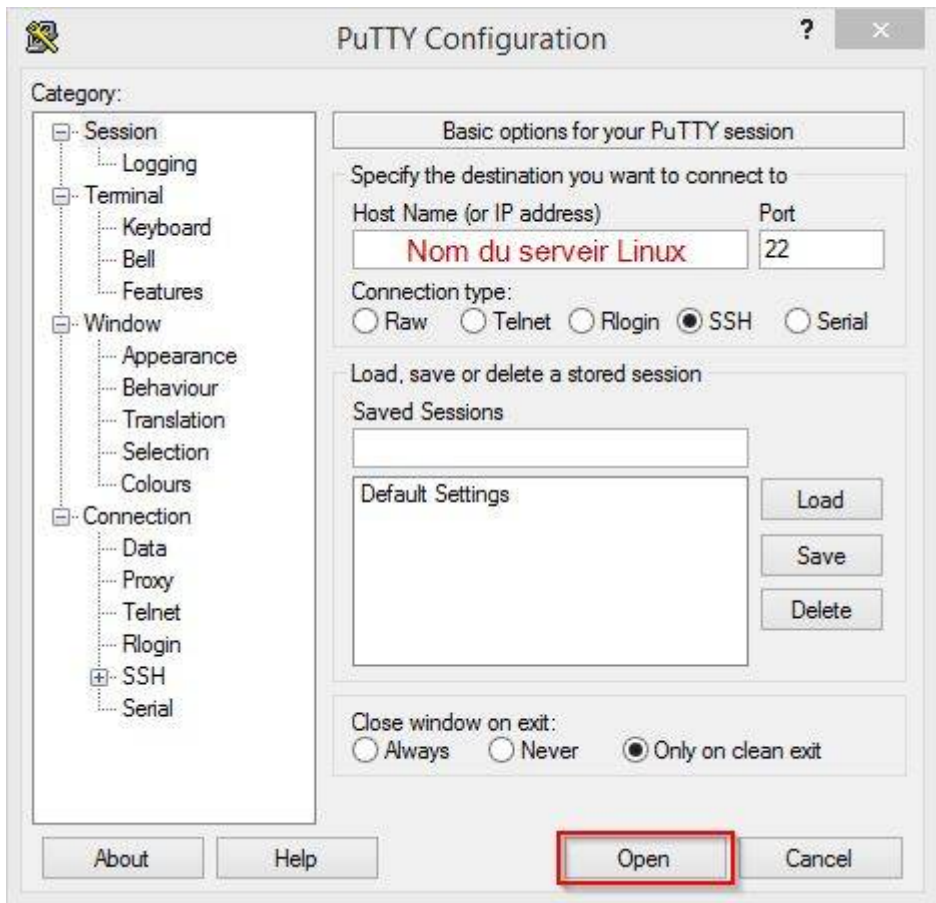 PuTTY Configuration
?
×
Category:
Session
Logging
Terminal
Keyboard
Bell
Features
Window
Appearance
Behaviour
Translation
Selection
Colours
Connection
Data
Proxy
Telnet
Rlogin
SSH
Serial
Basic options for your PuTTY session
Specify the destination you want to connect to
Host Name (or IP address) Port
Nom du serveir Linux 22
Connection type:
Raw Telnet Rlogin SSH Serial
Load, save or delete a stored session
Saved Sessions
Default Settings
Load
Save
Delete
Close window on exit:
Always Never Only on clean exit
About Help Open Cancel